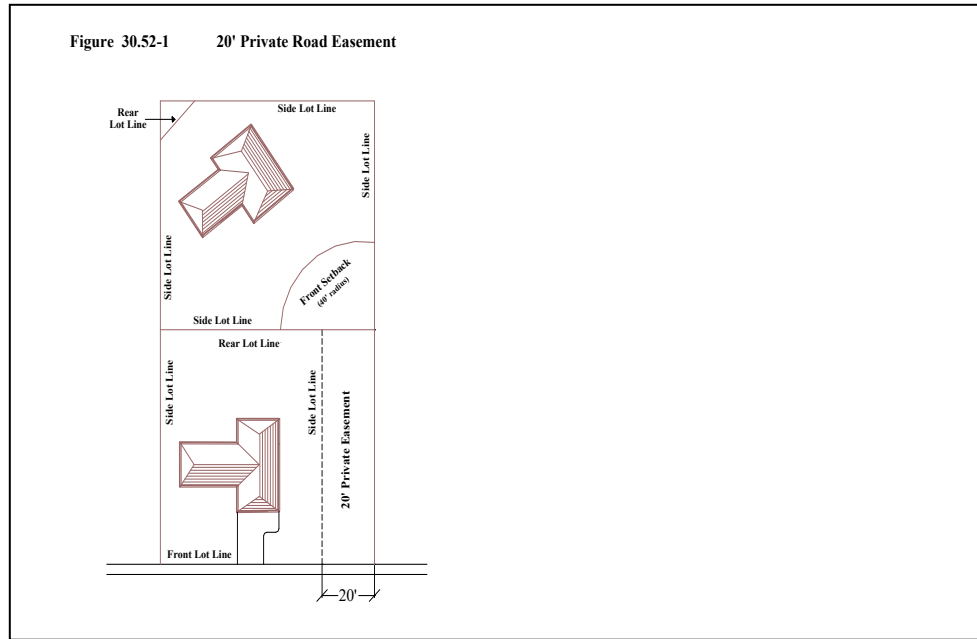 Figure 30.52-1 20' Private Road Easement
Side Lot Line
Rear
Lot Line
Side Lot Line
Side Lot Line
Front Setback
(40' radius)
Side Lot Line
Rear Lot Line
Side Lot Line
Side Lot Line
20' Private Easement
Front Lot Line
20'